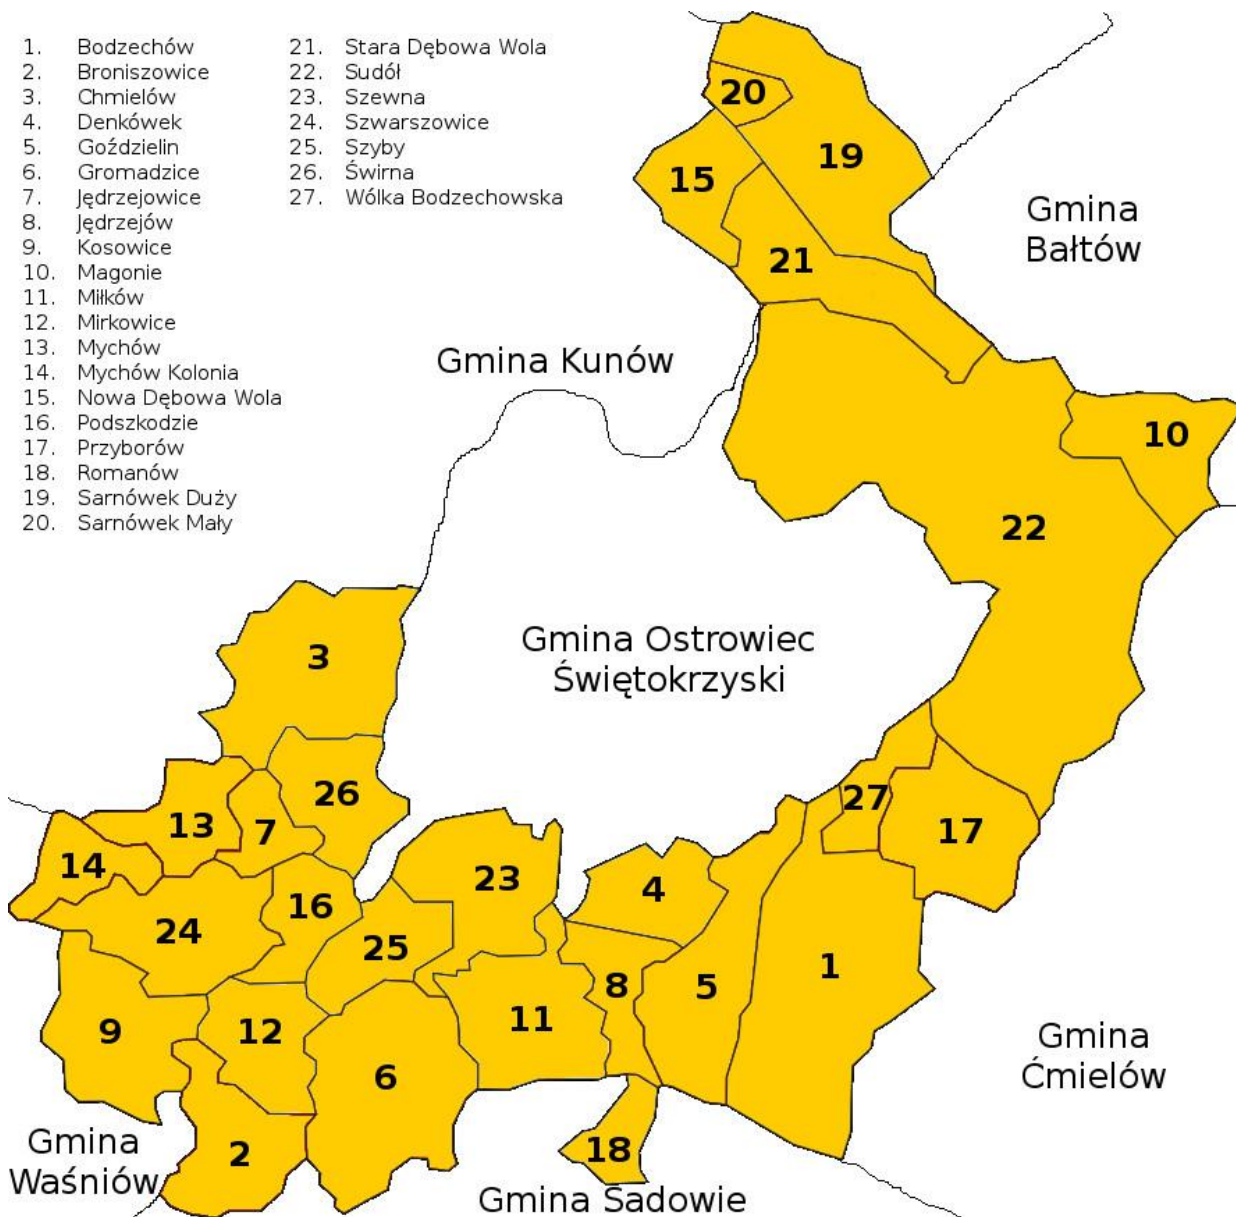 1. Bodzechów
2. Broniszowice
3. Chmielów
4. Denkówek
5. Goździelin
6. Gromadzice
7. Jędrzejowice
8. Jędrzejów
9. Kosowice
10. Magonie
11. Miłków
12. Mirkowice
13. Mychów
14. Mychów Kolonia
15. Nowa Dębowa Wola
16. Podszkodzie
17. Przyborów
18. Romanów
19. Sarnówek Duży
20. Sarnówek Mały
21. Stara Dębowa Wola
22. Sudół
23. Szewna
24. Szwarszowice
25. Szyby
26. Świrna
27. Wólka Bodzechowska
20
19
15
21
Gmina
Bałtów
Gmina Kunów
10
22
Gmina Ostrowiec
Świętokrzyski
3
26
13
7
27
17
14
23
4
16
24
25
8
5
1
9
12
11
6
Gmina
Ćmielów
Gmina
Waśniów
2
18
Gmina Sadowie